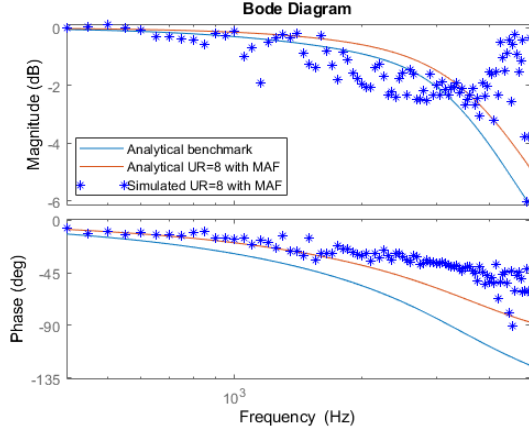 Bode Diagram
0
-2
-4
-6
Magnitude (dB)
Analytical benchmark
Analytical UR=8 with MAF
Simulated UR=8 with MAF
0
-45
-90
-135
Phase (deg)
10³
Frequency (Hz)